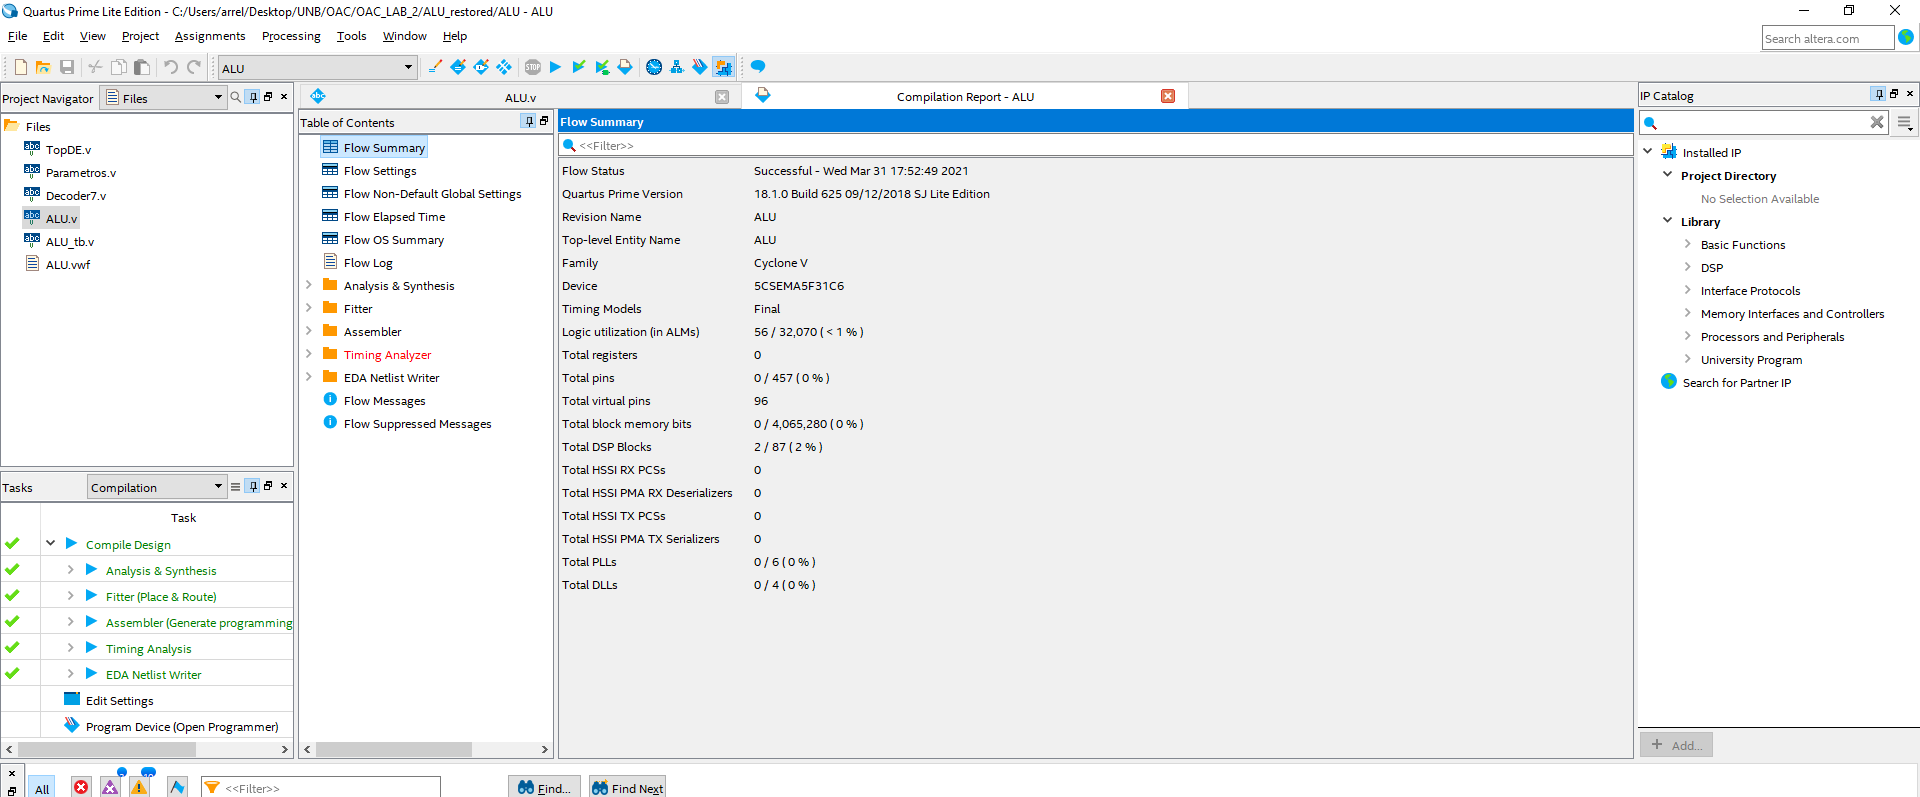 Quartus Prime Lite Edition - C:/Users/arrel/Desktop/UNB/OAC/OAC_LAB_2/ALU_restored/ALU - ALU
File Edit View Project Assignments Processing Tools Window Help
Search altera.com
ALU
Project Navigator Files
Files
TopDE.v
Parametros.v
Decoder7.v
ALU.v
ALU_tb.v
ALU.vwf
Tasks Compilation
Task
Compile Design
Analysis & Synthesis
Fitter (Place & Route)
Assembler (Generate programming
Timing Analysis
EDA Netlist Writer
Edit Settings
Program Device (Open Programmer)
ALU.v
Compilation Report - ALU
Table of Contents
Flow Summary
Flow Settings
Flow Non-Default Global Settings
Flow Elapsed Time
Flow OS Summary
Flow Log
Analysis & Synthesis
Fitter
Assembler
Timing Analyzer
EDA Netlist Writer
Flow Messages
Flow Suppressed Messages
Flow Summary
<<Filter>>
Flow Status Successful - Wed Mar 31 17:52:49 2021
Quartus Prime Version 18.1.0 Build 625 09/12/2018 SJ Lite Edition
Revision Name ALU
Top-level Entity Name ALU
Family Cyclone V
Device 5CSEMA5F31C6
Timing Models Final
Logic utilization (in ALMs) 56 / 32,070 ( < 1 % )
Total registers 0
Total pins 0 / 457 ( 0 % )
Total virtual pins 96
Total block memory bits 0 / 4,065,280 ( 0 % )
Total DSP Blocks 2 / 87 ( 2 % )
Total HSSI RX PCSs 0
Total HSSI PMA RX Deserializers 0
Total HSSI TX PCSs 0
Total HSSI PMA TX Serializers 0
Total PLLs 0 / 6 ( 0 % )
Total DLLs 0 / 4 ( 0 % )
IP Catalog
Installed IP
Project Directory
No Selection Available
Library
Basic Functions
DSP
Interface Protocols
Memory Interfaces and Controllers
Processors and Peripherals
University Program
Search for Partner IP
+ Add...
All <<Filter>> Find... Find Next